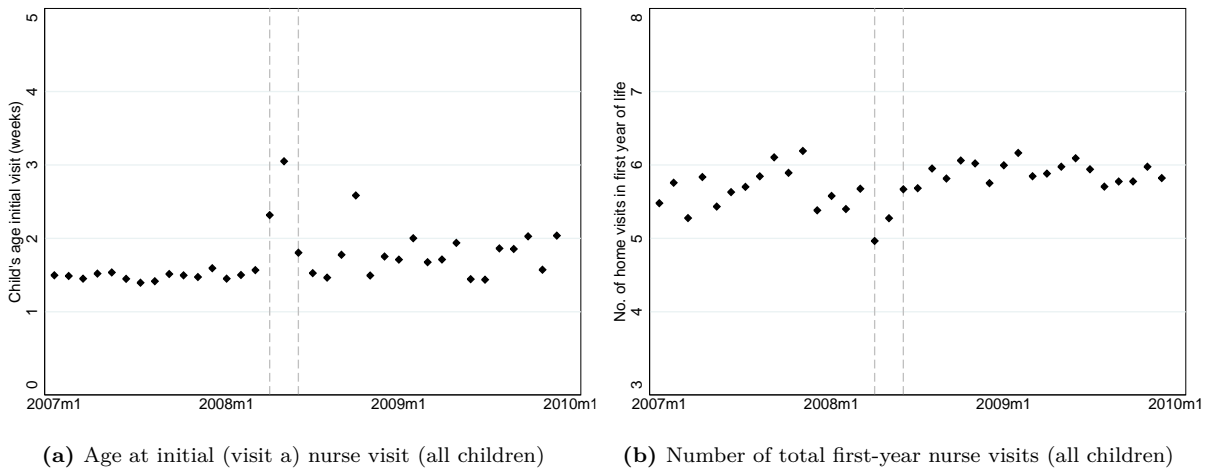 Child's age initial visit (weeks)
5
4
3
2
1
0
2007m1 2008m1 2009m1 2010m1
(a) Age at initial (visit a) nurse visit (all children)
No. of home visits in first year of life
8
7
6
5
4
3
2007m1 2008m1 2009m1 2010m1
(b) Number of total first-year nurse visits (all children)